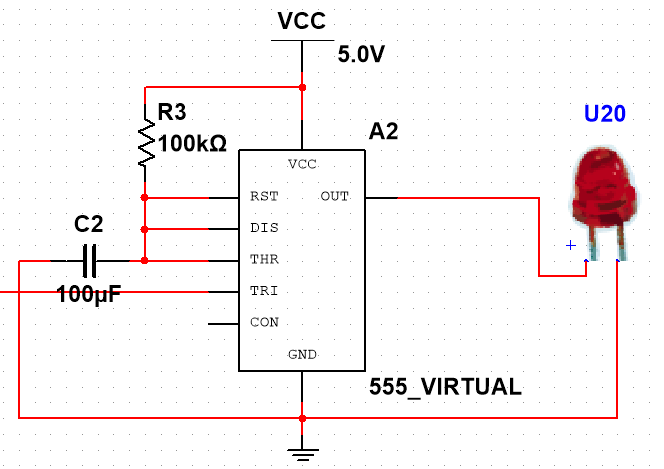 VCC
5.0V
R3
100kΩ
A2
U20
VCC
RST
OUT
DIS
C2
THR
100µF
TRI
CON
GND
555_VIRTUAL
+